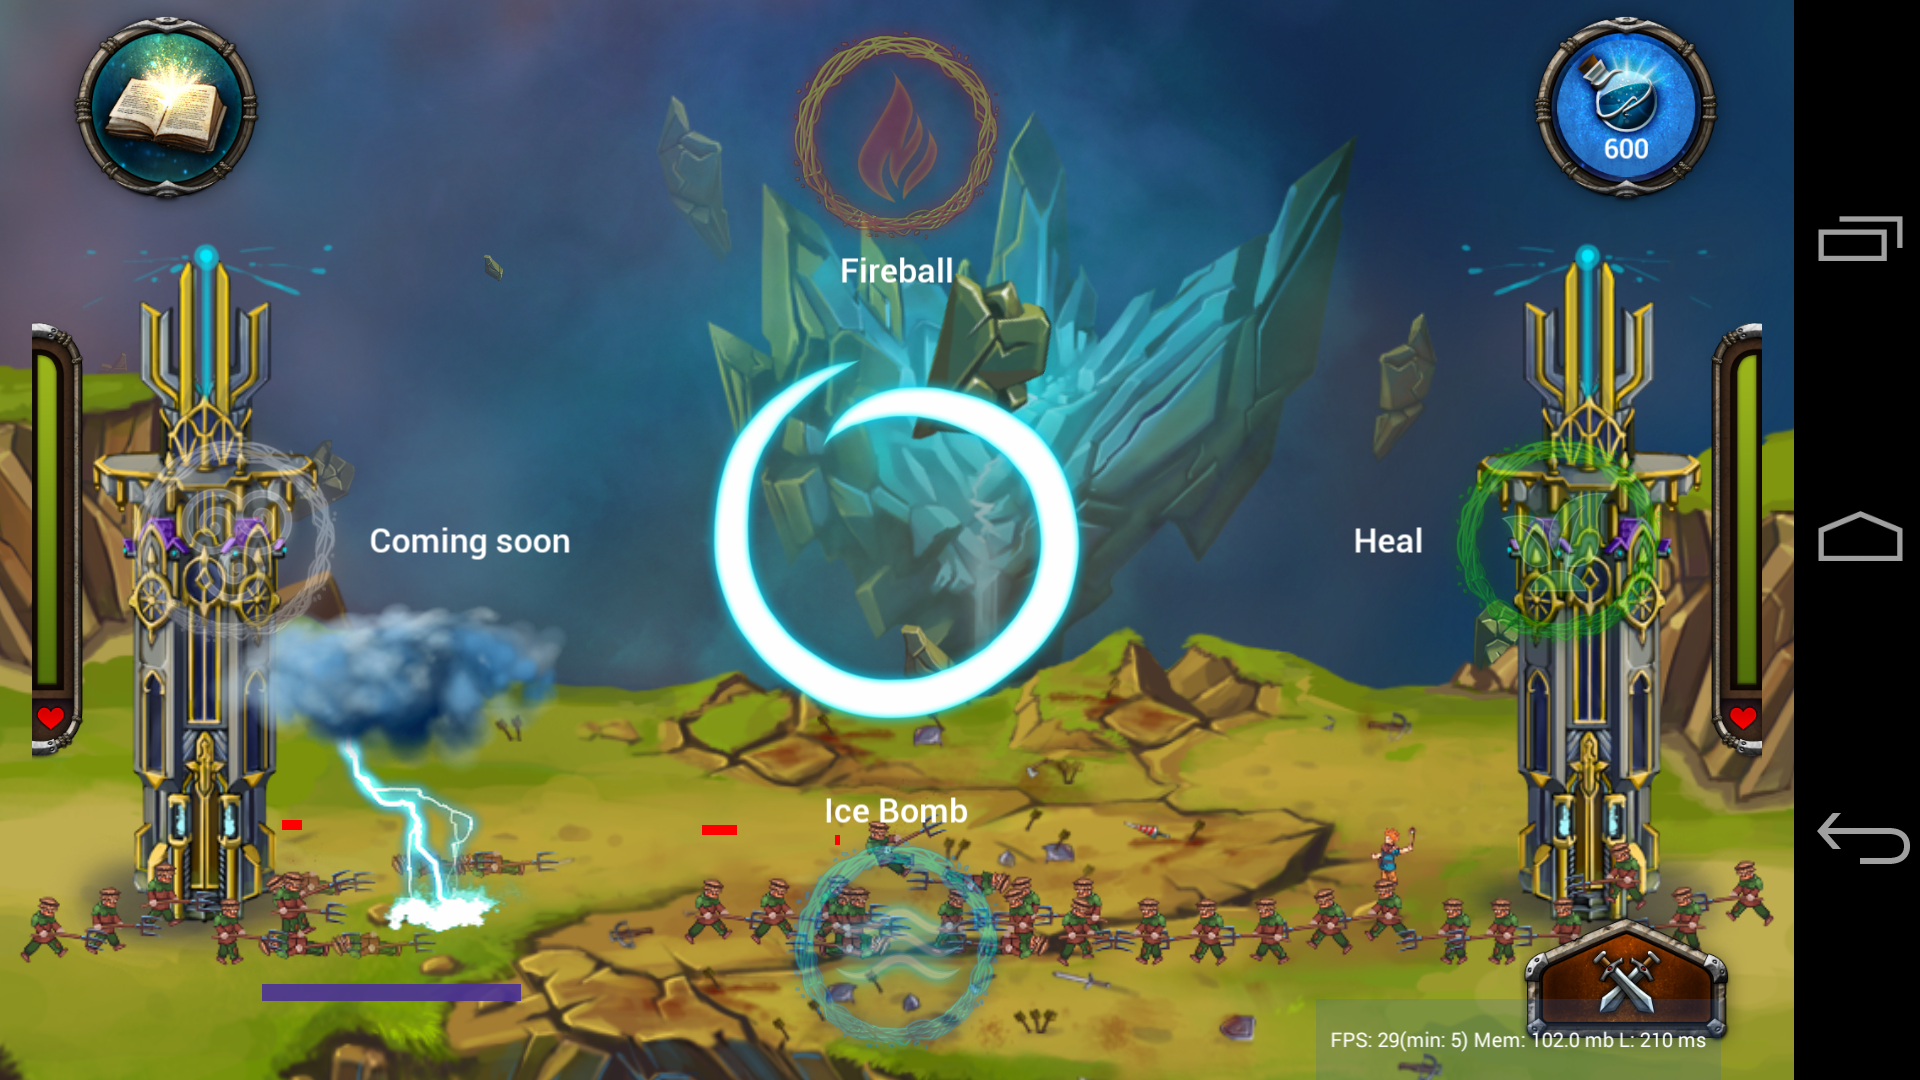 600
Fireball
Coming soon
Heal
Ice Bomb
FPS: 29(min: 5) Mem: 102.0 mb L: 210 ms